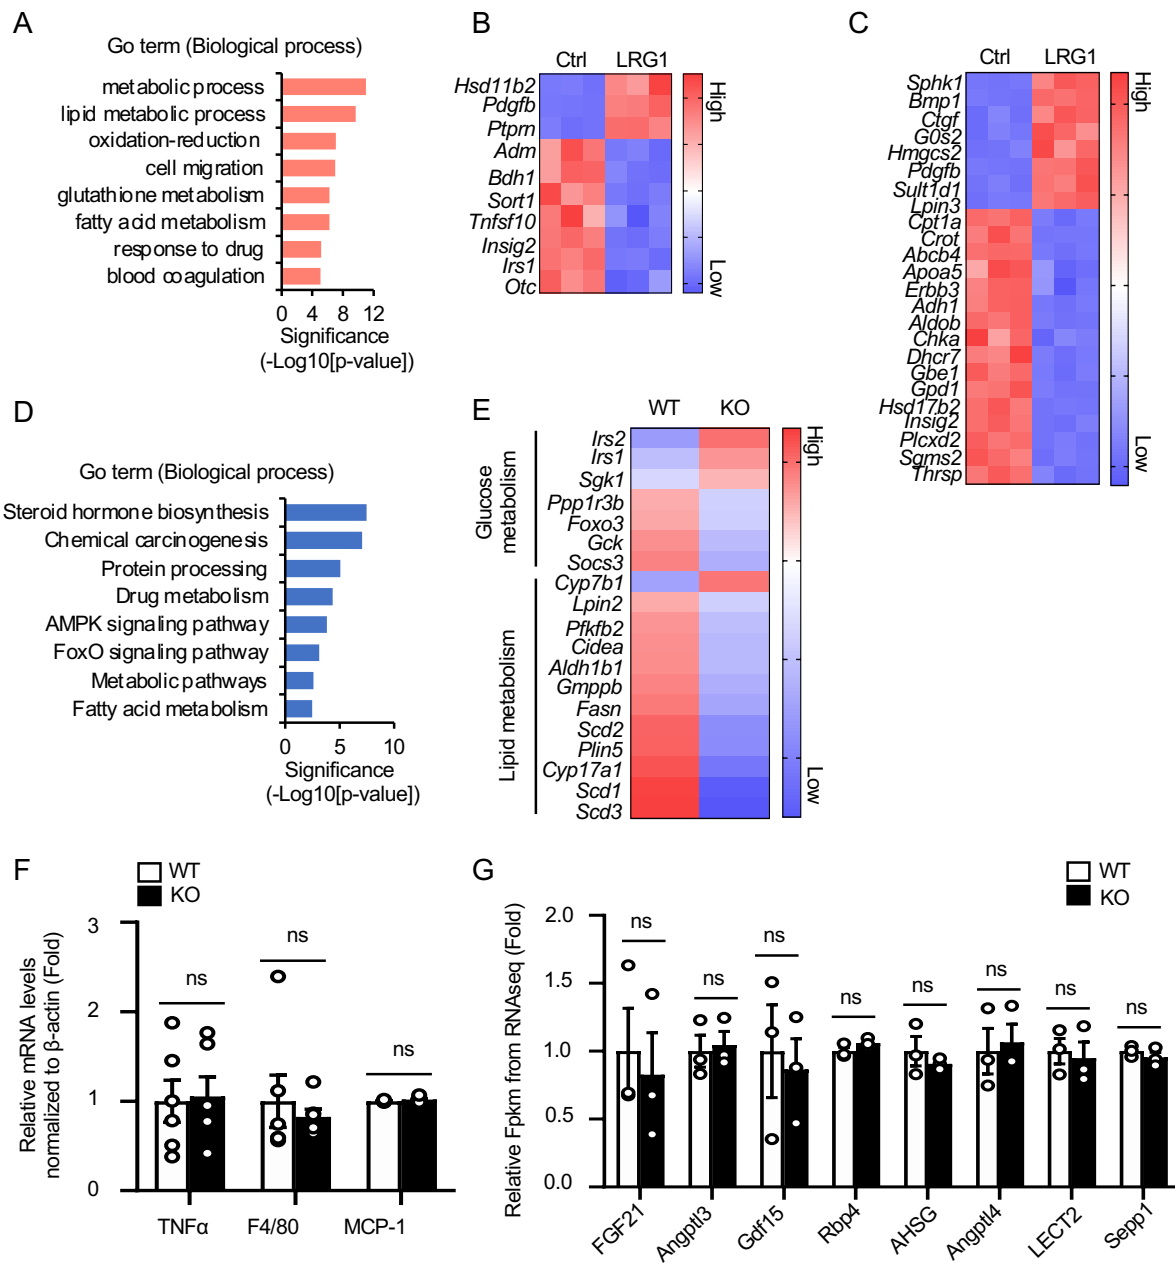 A
Go term (Biological process)
metabolic process
lipid metabolic process
oxidation-reduction
cell migration
glutathione metabolism
fatty acid metabolism
response to drug
blood coagulation
0 4 8 12
Significance
(-Log10[p-value])
B
Ctrl LRG1
Hsd11b2
Pdgfb
Ptprn
Adm
Bdh1
Sort1
Tnfsf10
Insig2
Irs1
Otc
High
Low
C
Ctrl LRG1
Sphk1
Bmp1
Ctgf
G0s2
Hmgcs2
Pdgfb
Sult1d1
Lpin3
Cpt1a
Crot
Abcb4
Apoa5
Erbb3
Adh1
Aldob
Chka
Dhcr7
Gbe1
Gpd1
Hsd17b2
Insig2
Plcxd2
Sgms2
Thrsp
High
Low
D
Go term (Biological process)
Steroid hormone biosynthesis
Chemical carcinogenesis
Protein processing
Drug metabolism
AMPK signaling pathway
FoxO signaling pathway
Metabolic pathways
Fatty acid metabolism
0 5 10
Significance
(-Log10[p-value])
E
WT KO
Glucose
metabolism
Irs2
Irs1
Sgk1
Ppp1r3b
Foxo3
Gck
Socs3
Lipid metabolism
Cyp7b1
Lpin2
Pfkfb2
Cidea
Aldh1b1
Gmppb
Fasn
Scd2
Plin5
Cyp17a1
Scd1
Scd3
High
Low
F
WT
KO
Relative mRNA levels
normalized to β-actin (Fold)
3
2
1
0
ns
ns
ns
TNFα F4/80 MCP-1
G
WT
KO
Relative Fpkm from RNAseq (Fold)
2.0
1.5
1.0
0.5
0.0
ns
ns
ns
ns
ns
ns
ns
ns
FGF21
Angptl3
Gdf15
Rbp4
AHSG
Angptl4
LECT2
Sepp1